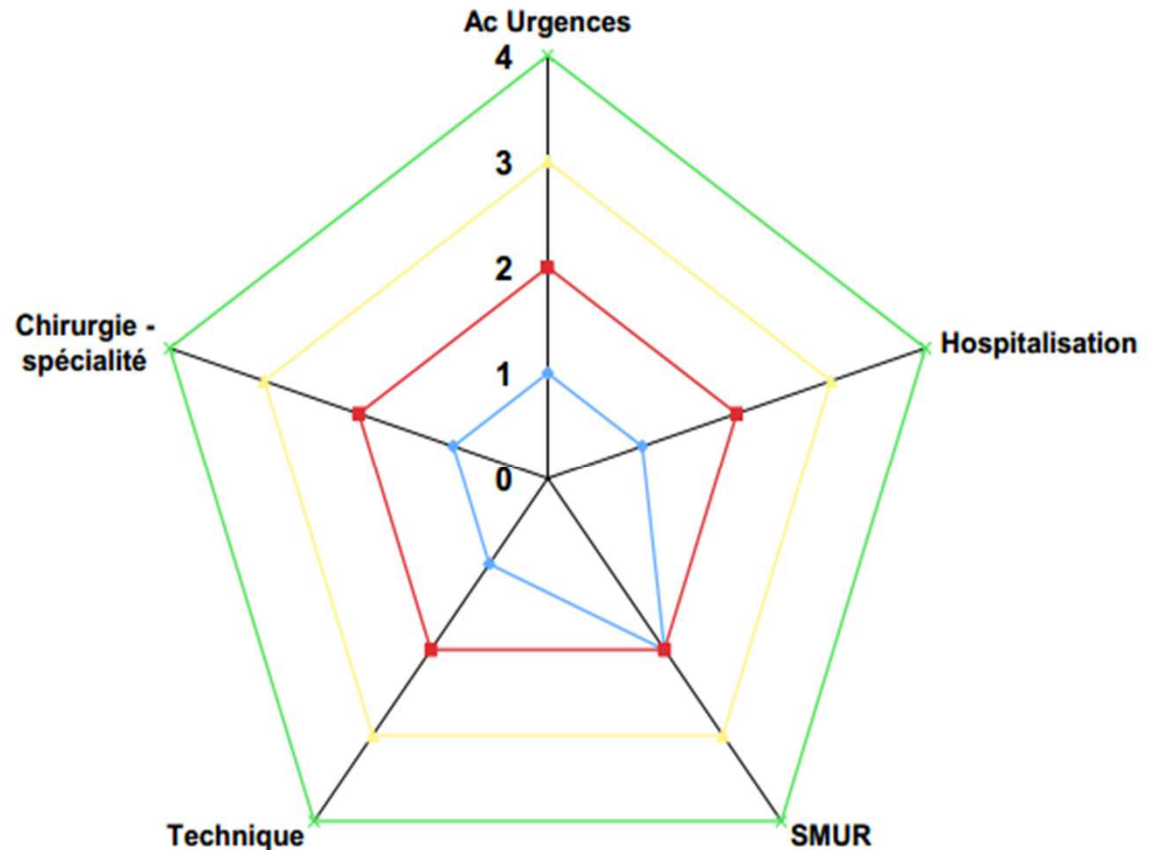 Ac Urgences
4
3
2
1
0
Chirurgie -
spécialité
Hospitalisation
Technique
SMUR